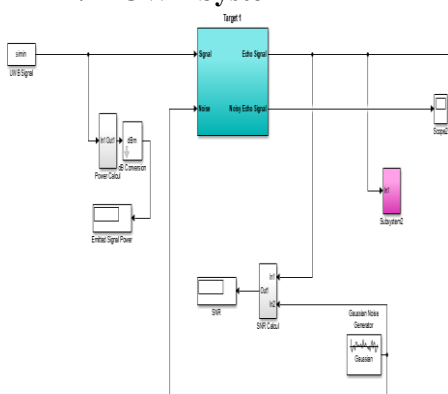 Target 1
simin
UWB Signal
Signal
Echo Signal
Noise
Noisy Echo Signal
Scope2
In1 Out1
Power Calcul
dBm
dB Conversion
Emitted Signal Power
In1
Subsystem2
SNR
In1
Out1
In2
SNR Calcul
Gaussian Noise
Generator
Gaussian